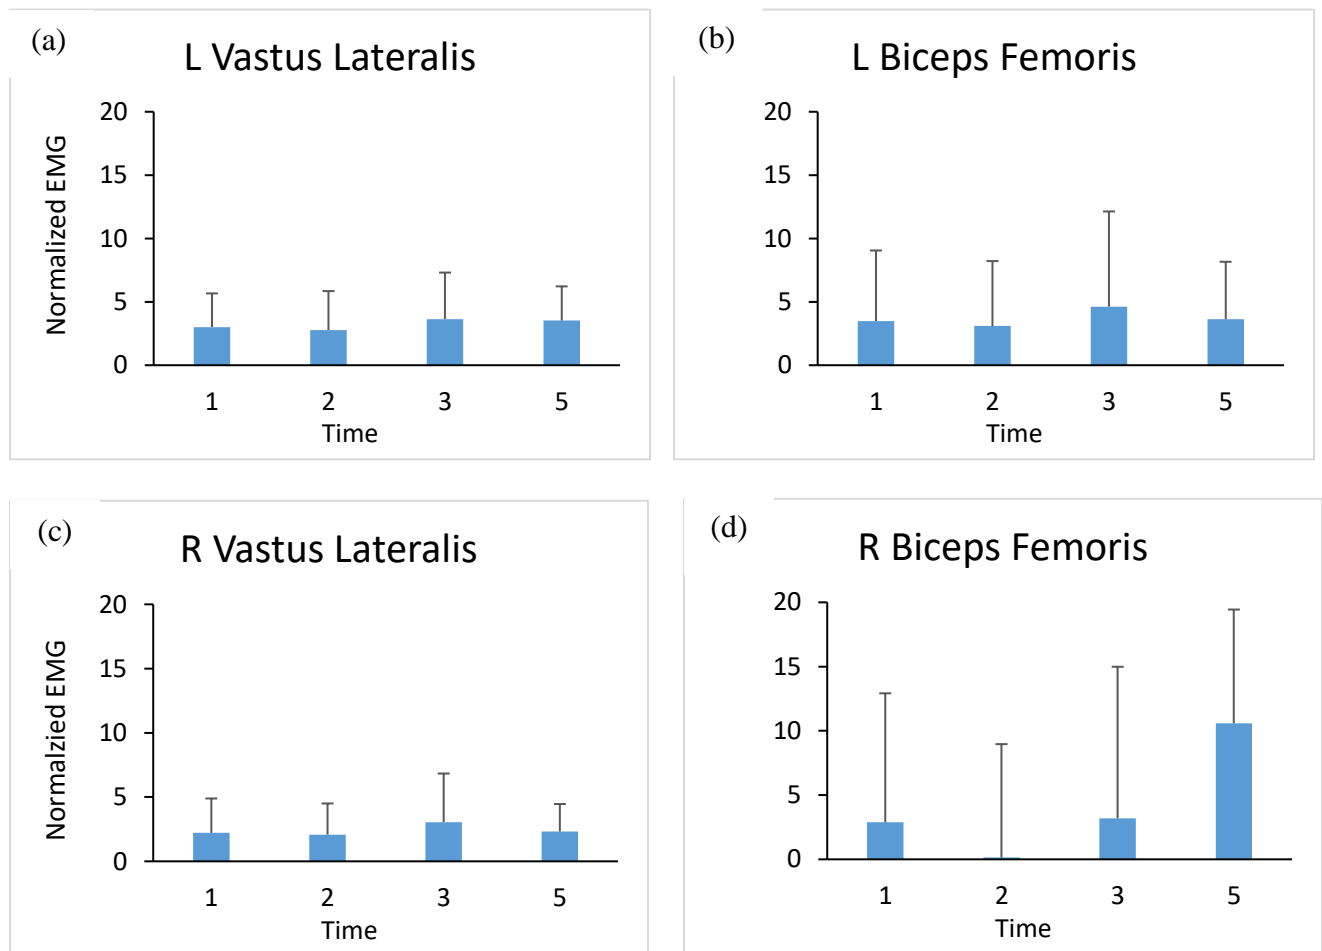 (a)
L Vastus Lateralis
Normalized EMG
20
15
10
5
0
1 2 3 5
Time
(b)
L Biceps Femoris
20
15
10
5
0
1 2 3 5
Time
(c)
R Vastus Lateralis
Normalzied EMG
20
15
10
5
0
1 2 3 5
Time
(d)
R Biceps Femoris
20
15
10
5
0
1 2 3 5
Time